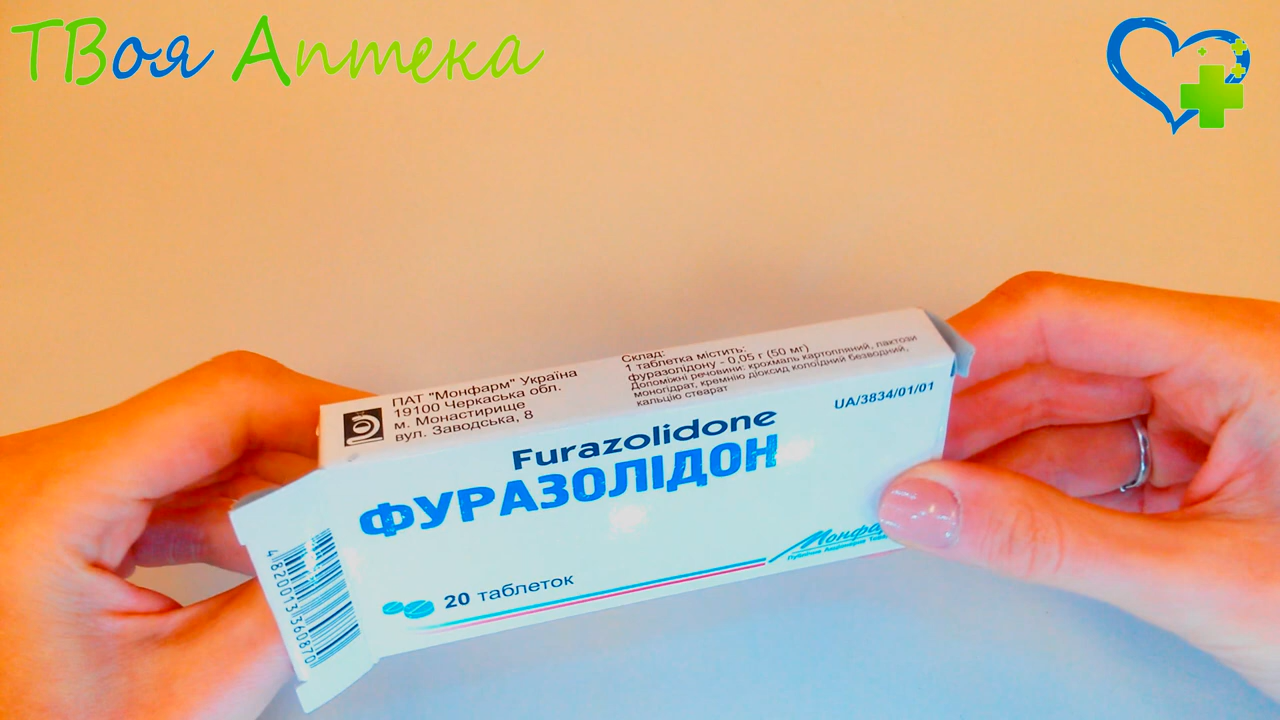 ТВоя Аптека
ПАТ "Монфарм" Україна
19100 Черкаська обл.
м. Монастирище
вул. Заводська, 8
Склад:
1 таблетка містить:
фуразолідону - 0,05 г (50 мг)
Допоміжні речовини: крохмаль картопляний, лактози
моногідрат, кремнію діоксид колоїдний безводний,
кальцію стеарат
UA/3834/01/01
Furazolidone
ФУРАЗОЛІДОН
20 таблеток
4820013360870